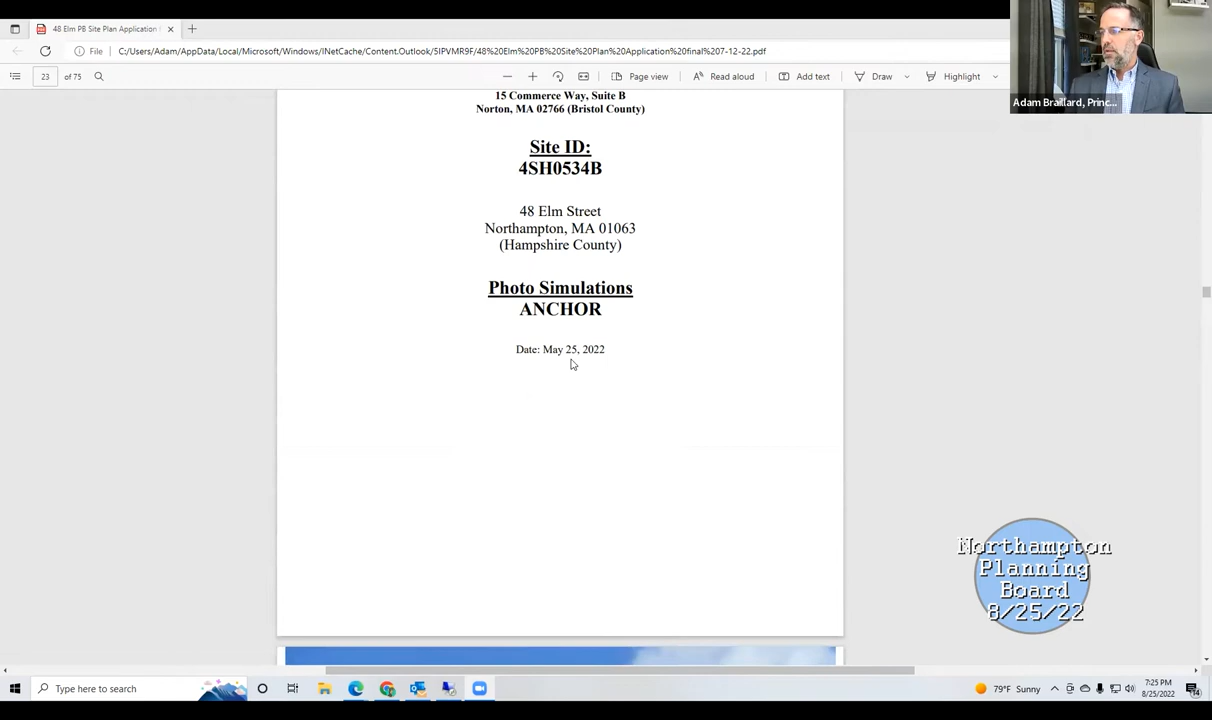 48 Elm PB Site Plan Application
File
C:/Users/Adam/AppData/Local/Microsoft/Windows/INetCache/Content.Outlook/5IPVMR9F/48%20Elm%20PB%20Site%20Plan%20Application%20final%207-12-22.pdf
23 of 75
Page view
Read aloud
Add text
Draw
Highlight
Adam Braillard, Princ...
15 Commerce Way, Suite B
Norton, MA 02766 (Bristol County)
Site ID:
4SH0534B
48 Elm Street
Northampton, MA 01063
(Hampshire County)
Photo Simulations
ANCHOR
Date: May 25, 2022
Northampton
Planning
Board
8/25/22
Type here to search
79°F Sunny
7:25 PM
8/25/2022